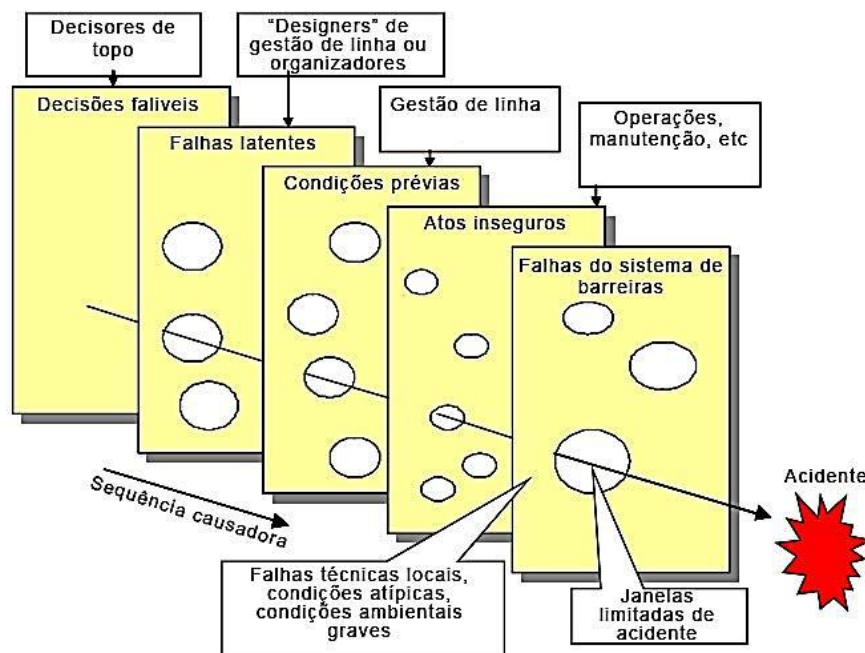 Decisores de
topo
“Designers” de
gestão de linha ou
organizadores
Decisões faliveis
Gestão de linha
Operações,
manutenção, etc
Falhas latentes
Condições prévias
Atos inseguros
Falhas do sistema de
barreiras
Sequência causadora
Acidente
Falhas técnicas locais,
condições atípicas,
condições ambientais
graves
Janelas
limitadas de
acidente